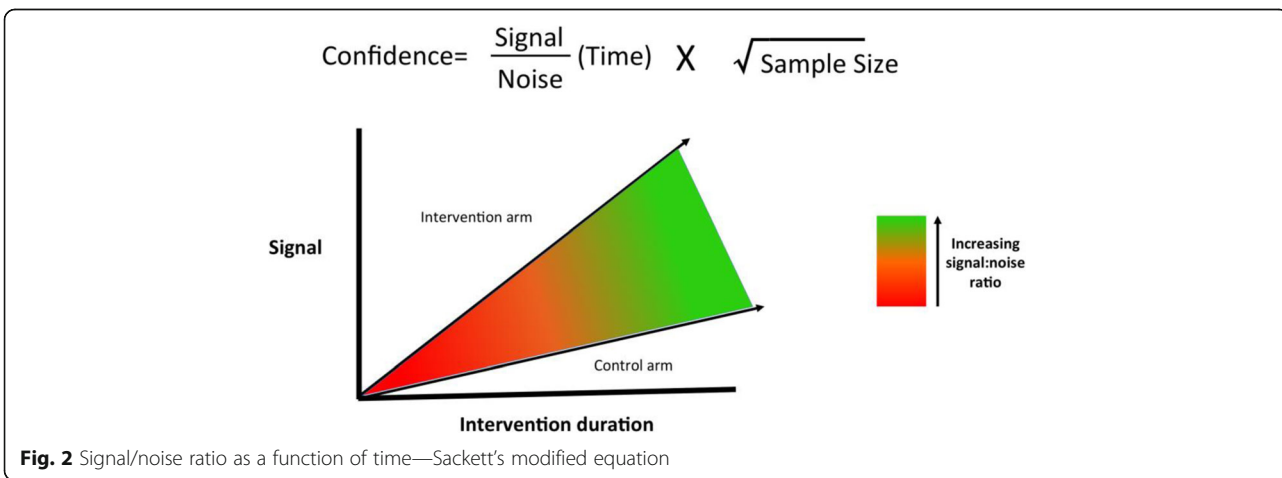 Confidence= Signal/Noise (Time) X √Sample Size
Intervention arm
Signal
Increasing
signal:noise
ratio
Control arm
Intervention duration
Fig. 2 Signal/noise ratio as a function of time—Sackett's modified equation